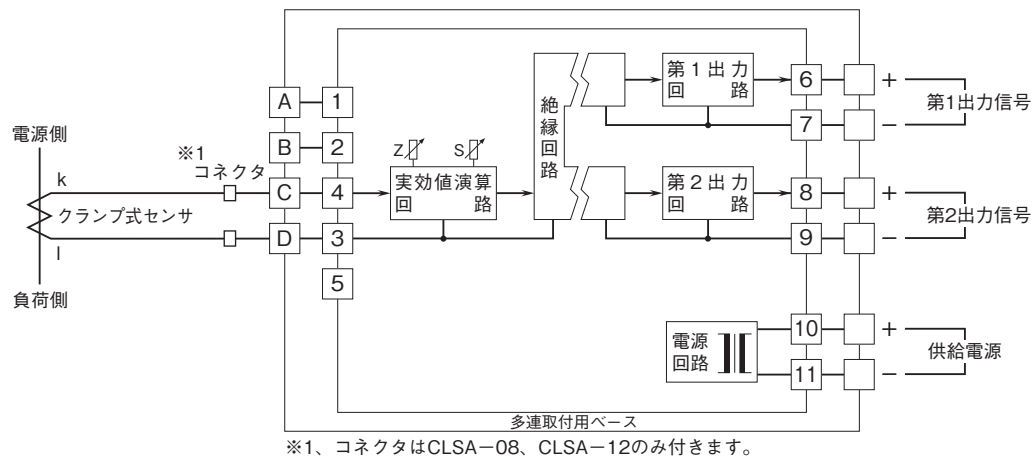 電源側
k
クランプ式センサ
l
負荷側
※1
コネクタ
A
B
C
D
1
2
4
3
5
Z
S
実効値演算
回路
絶縁回路
第1出力
回路
第2出力
回路
6
7
8
9
10
11
+
第1出力信号
−
+
第2出力信号
−
電源
回路
+
供給電源
−
多連取付用ベース
※1、コネクタはCLSA−08、CLSA−12のみ付きます。